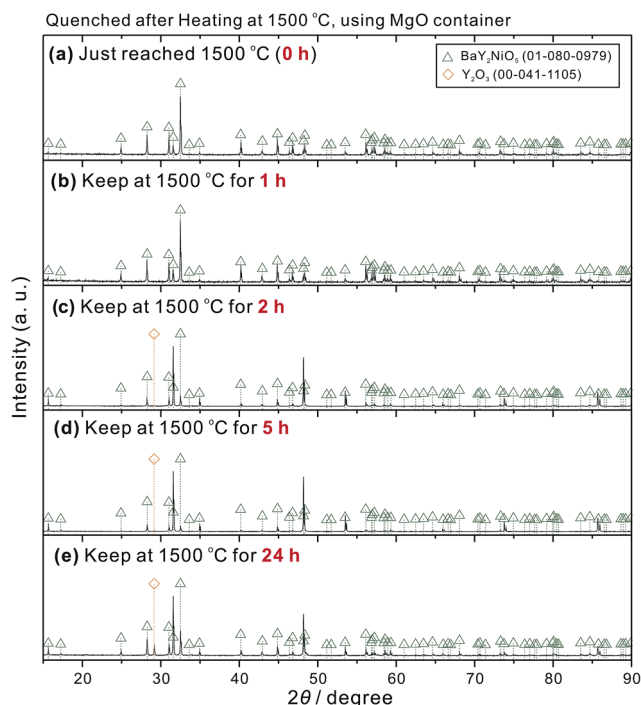 Quenched after Heating at 1500 °C, using MgO container
(a) Just reached 1500 °C (0 h)
BaY₂NiO₅ (01-080-0979)
Y₂O₃ (00-041-1105)
(b) Keep at 1500 °C for 1 h
(c) Keep at 1500 °C for 2 h
(d) Keep at 1500 °C for 5 h
(e) Keep at 1500 °C for 24 h
Intensity (a. u.)
20 30 40 50 60 70 80 90
2θ / degree